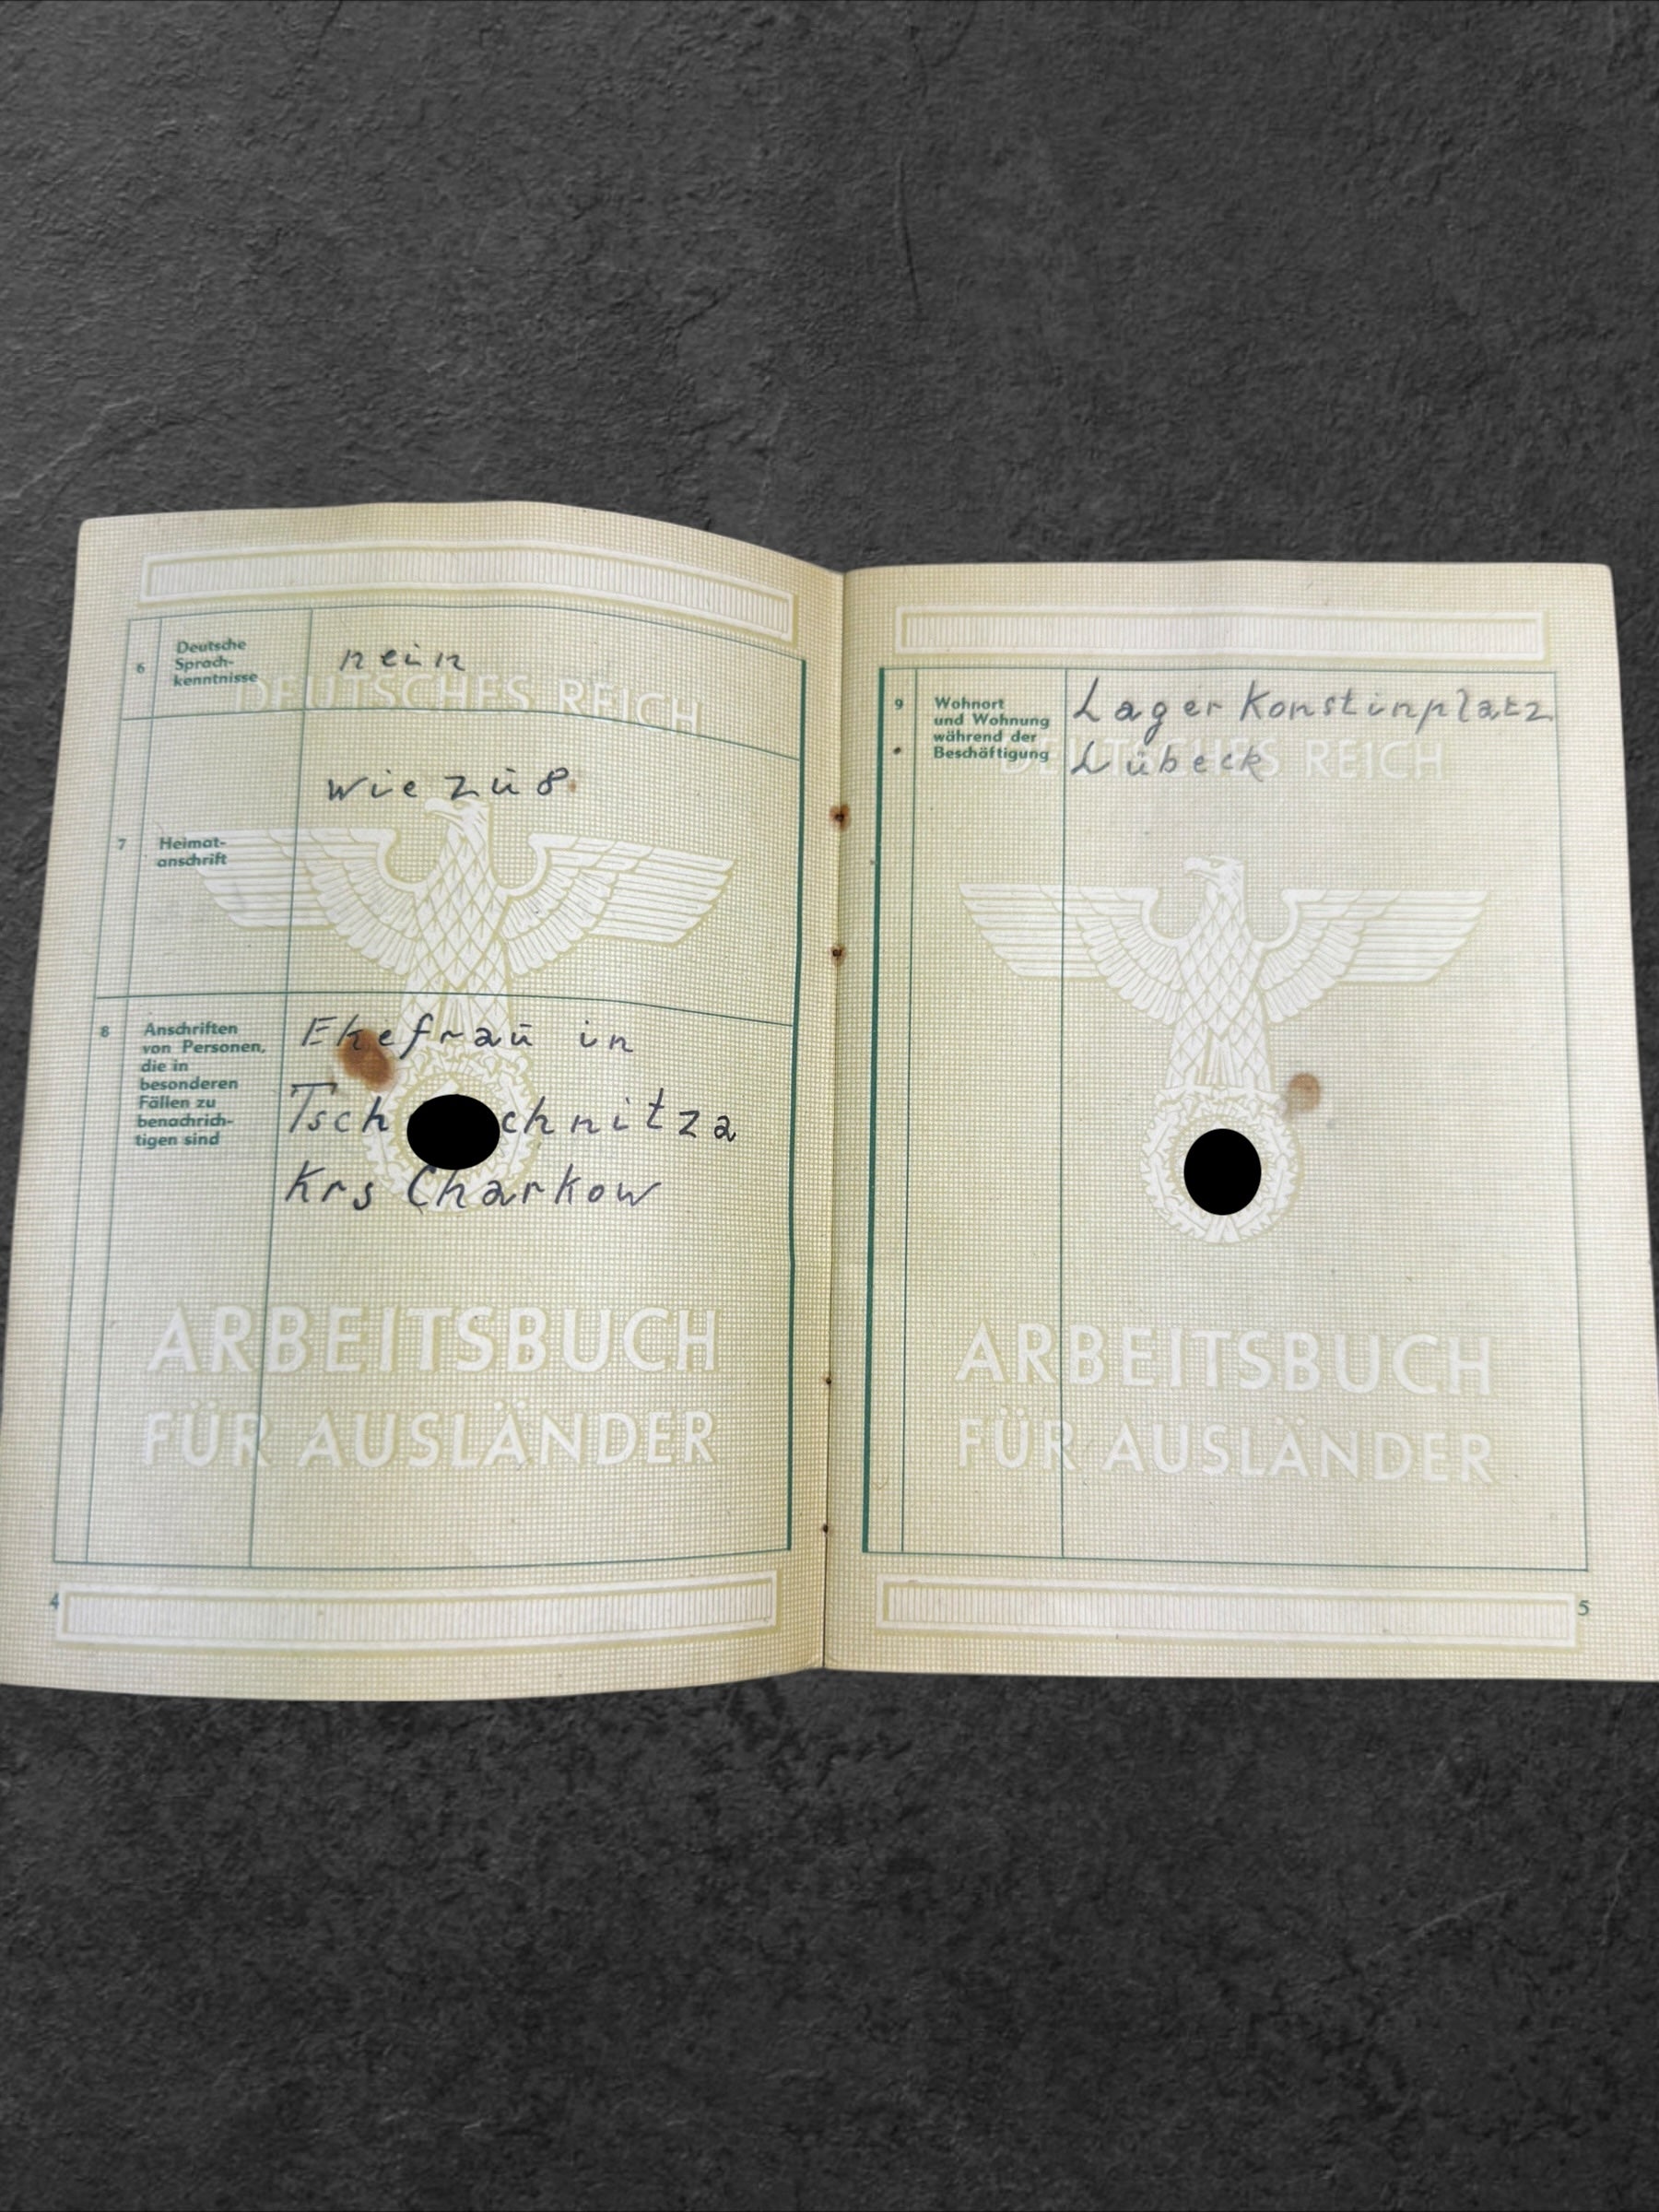 6
Deutsche
Sprach-
kenntnisse
nein
DEUTSCHES REICH
wie zu 8.
7
Heimat-
anschrift
8
Anschriften
von Personen,
die in
besonderen
Fällen zu
benachrich-
tigen sind
Ehefrau in
Tsch chnitza
Krs Charkow
ARBEITSBUCH
FÜR AUSLÄNDER
4
9
Wohnort
und Wohnung
während der
Beschäftigung
Lager Konstinplatz
Lübeck
DEUTSCHES REICH
ARBEITSBUCH
FÜR AUSLÄNDER
5